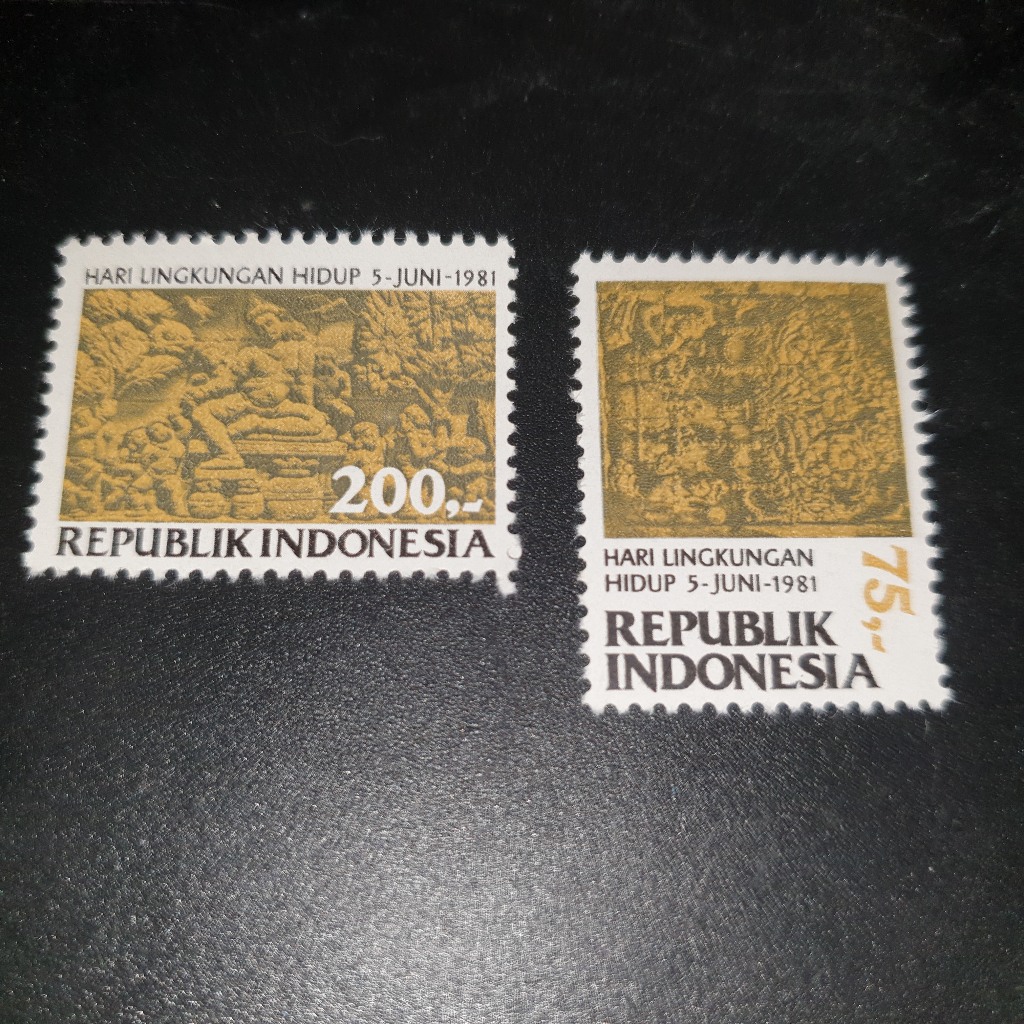 HARI LINGKUNGAN HIDUP 5-JUNI-1981
200,-
REPUBLIK INDONESIA
HARI LINGKUNGAN
HIDUP 5-JUNI-1981
75,-
REPUBLIK
INDONESIA